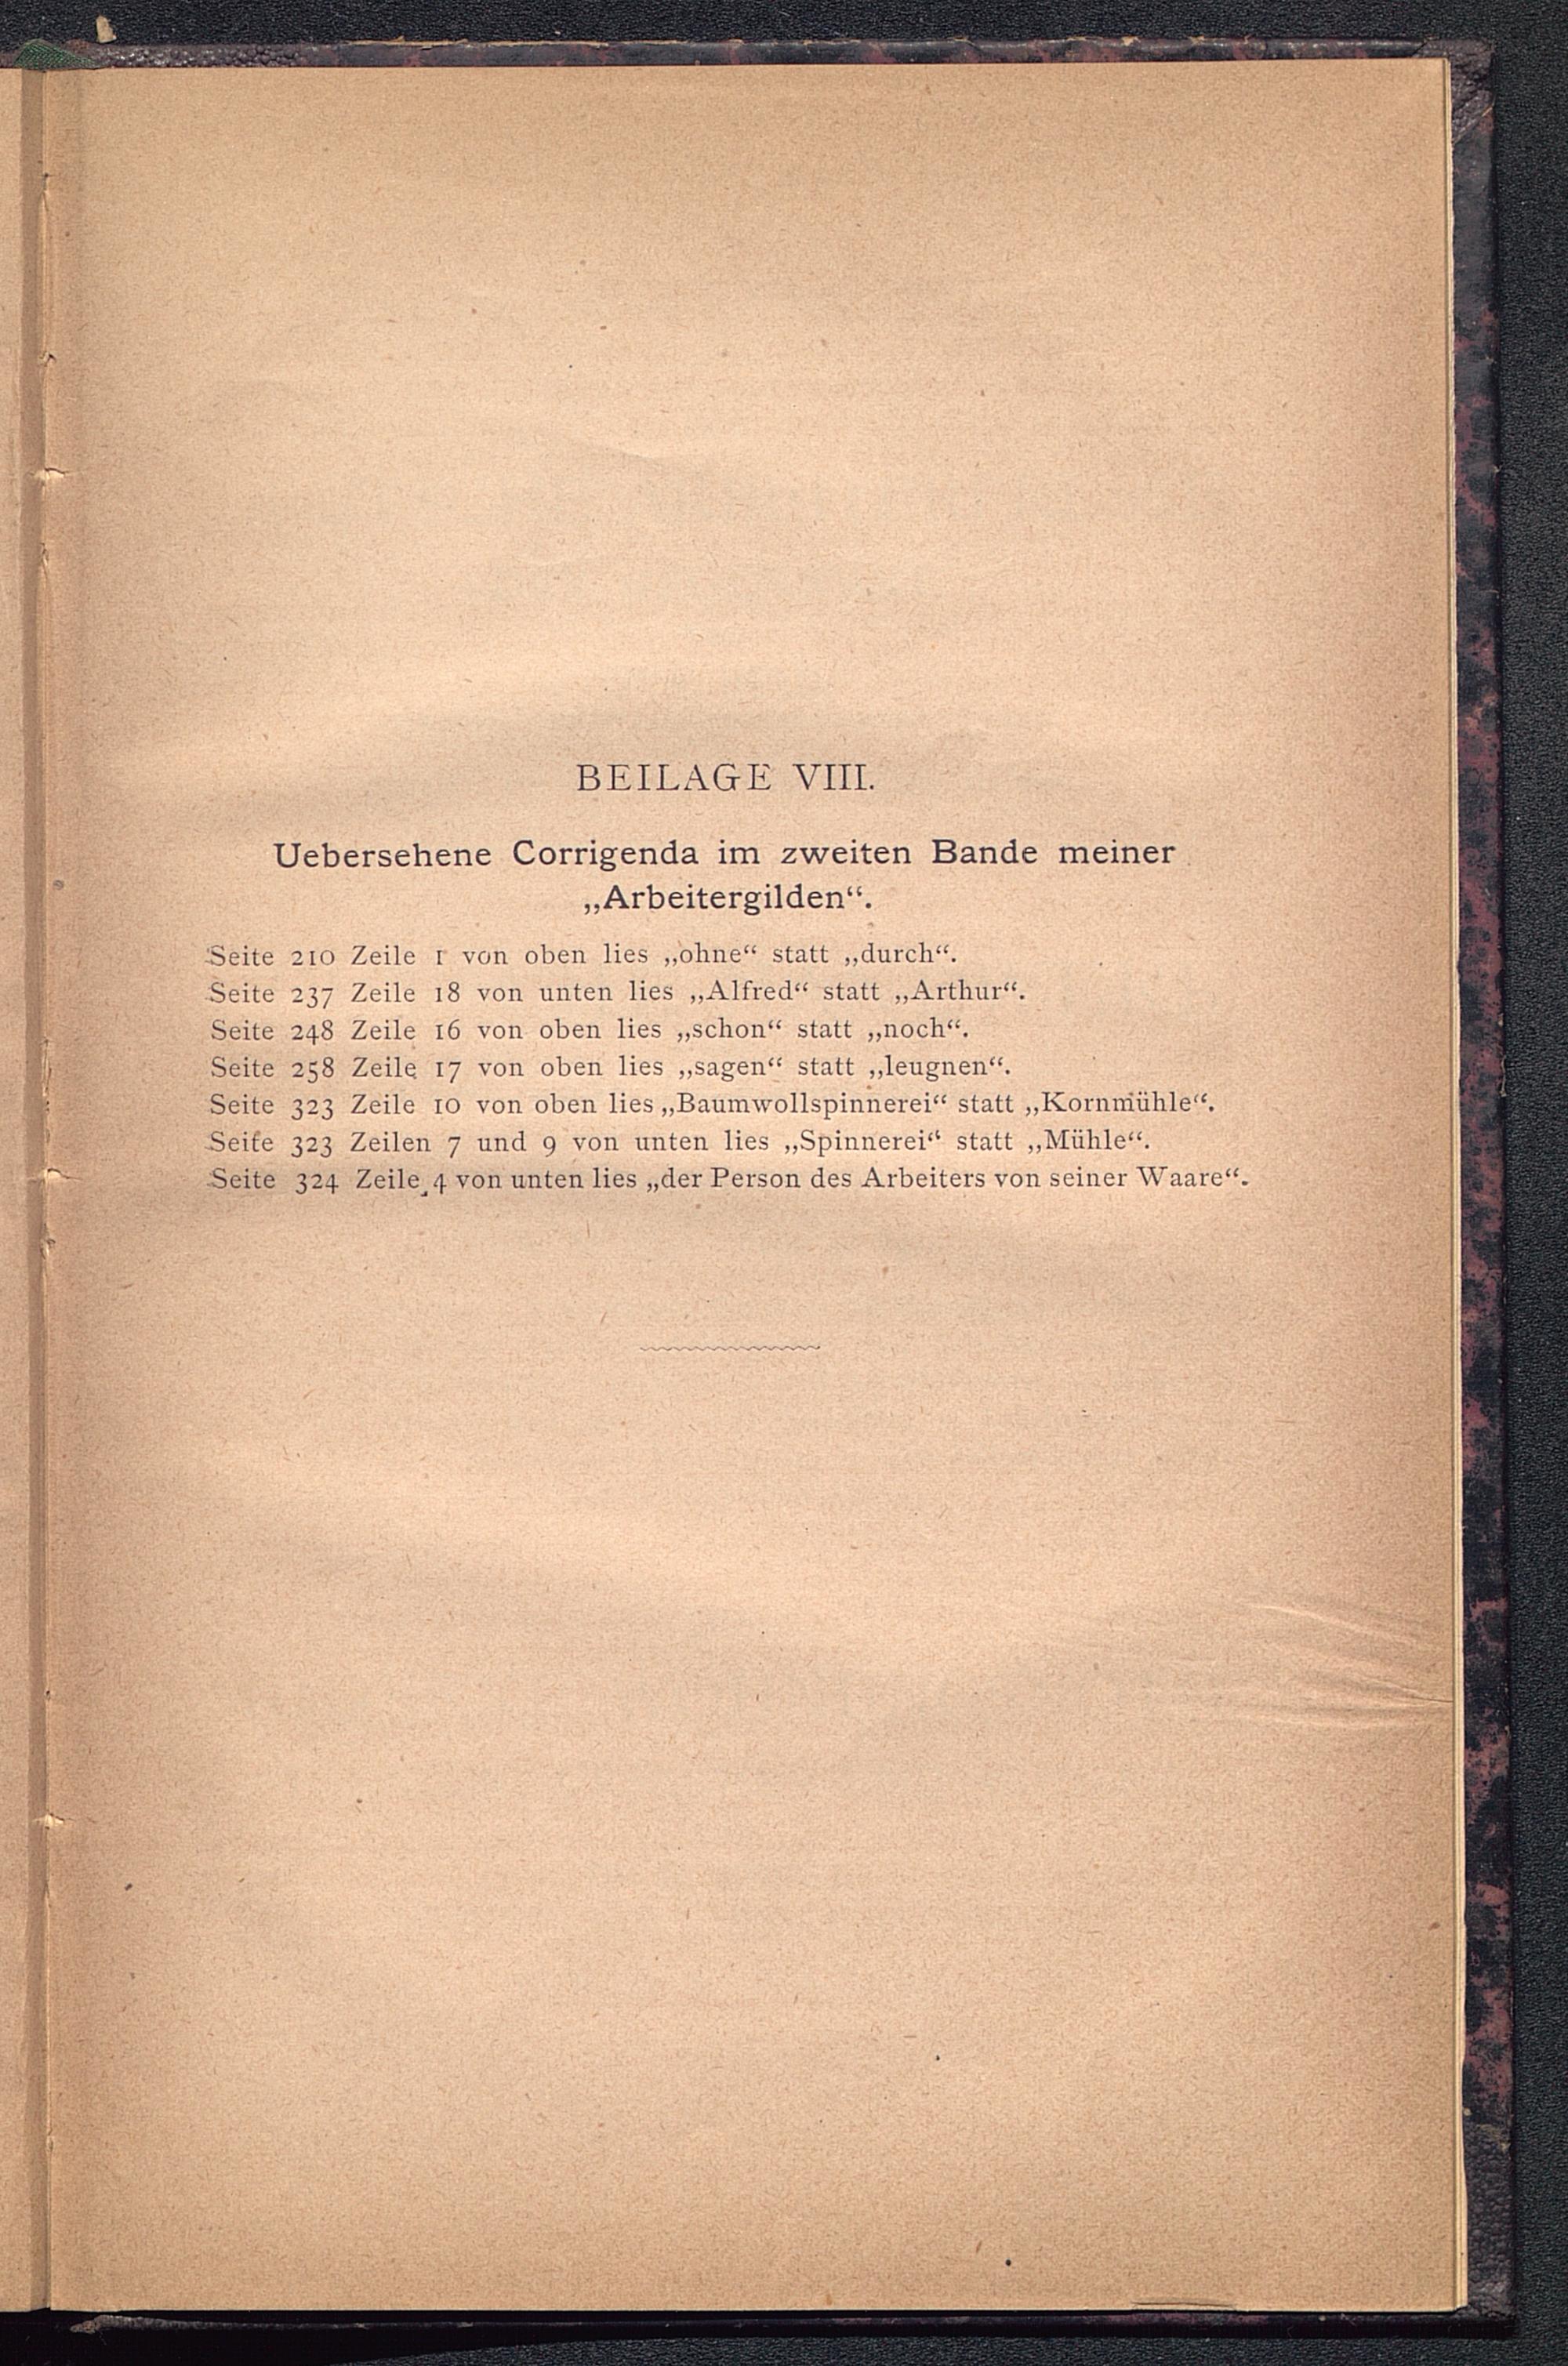 BEILAGE VIII.
Uebersehene Corrigenda im zweiten Bande meiner
„Arbeitergilden“.
Seite 210 Zeile 1 von oben lies „ohne“ statt „durch“.
Seite 237 Zeile 18 von unten lies „Alfred“ statt „Arthur“.
Seite 248 Zeile 16 von oben lies „schon“ statt „noch“.
Seite 258 Zeile 17 von oben lies „sagen“ statt „leugnen“.
Seite 323 Zeile 10 von oben lies „Baumwollspinnerei“ statt „Kornmühle“.
Seite 323 Zeilen 7 und 9 von unten lies „Spinnerei“ statt „Mühle“.
Seite 324 Zeile 4 von unten lies „der Person des Arbeiters von seiner Waare“.